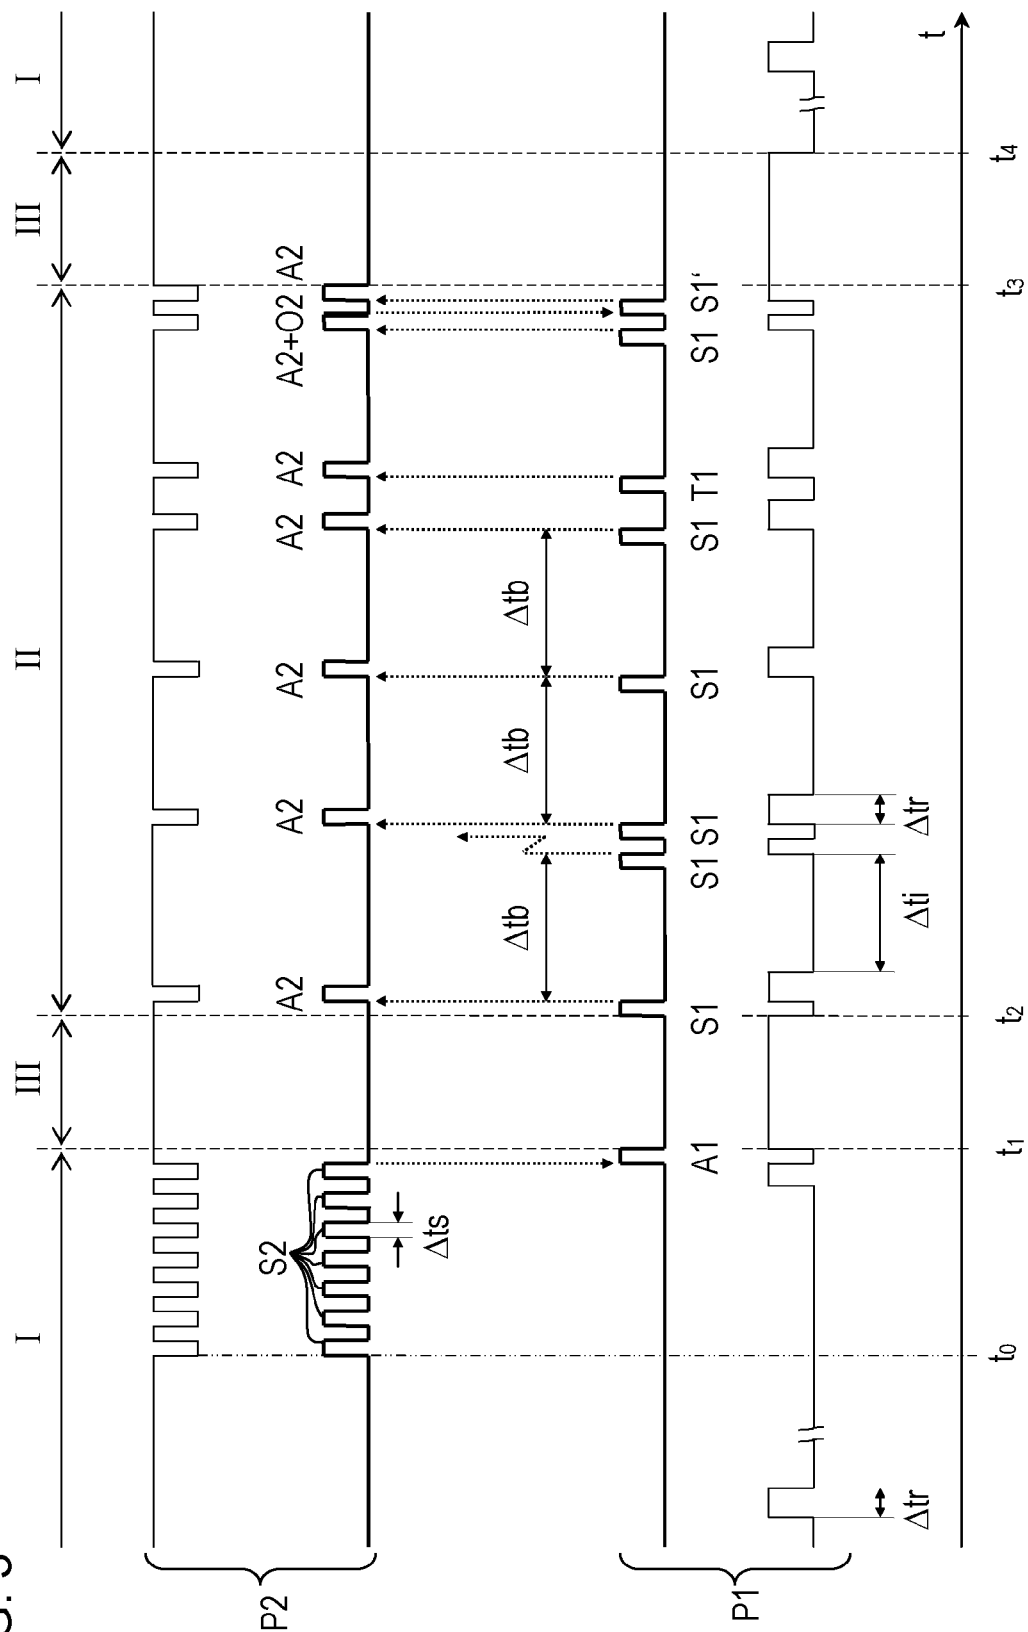 I III II III I
P2
S2 A2 A2 A2 A2 A2 A2+O2 A2
Δts Δtb Δtb Δtb
P1
A1 S1 S1 S1 S1 S1 T1 S1 S1‘
Δtr Δti Δtr
t
t0 t1 t2 t3 t4